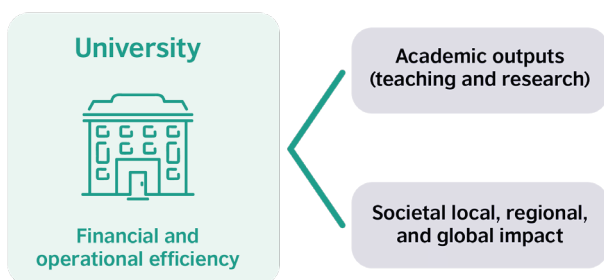 University
Financial and
operational efficiency
Academic outputs
(teaching and research)
Societal local, regional,
and global impact